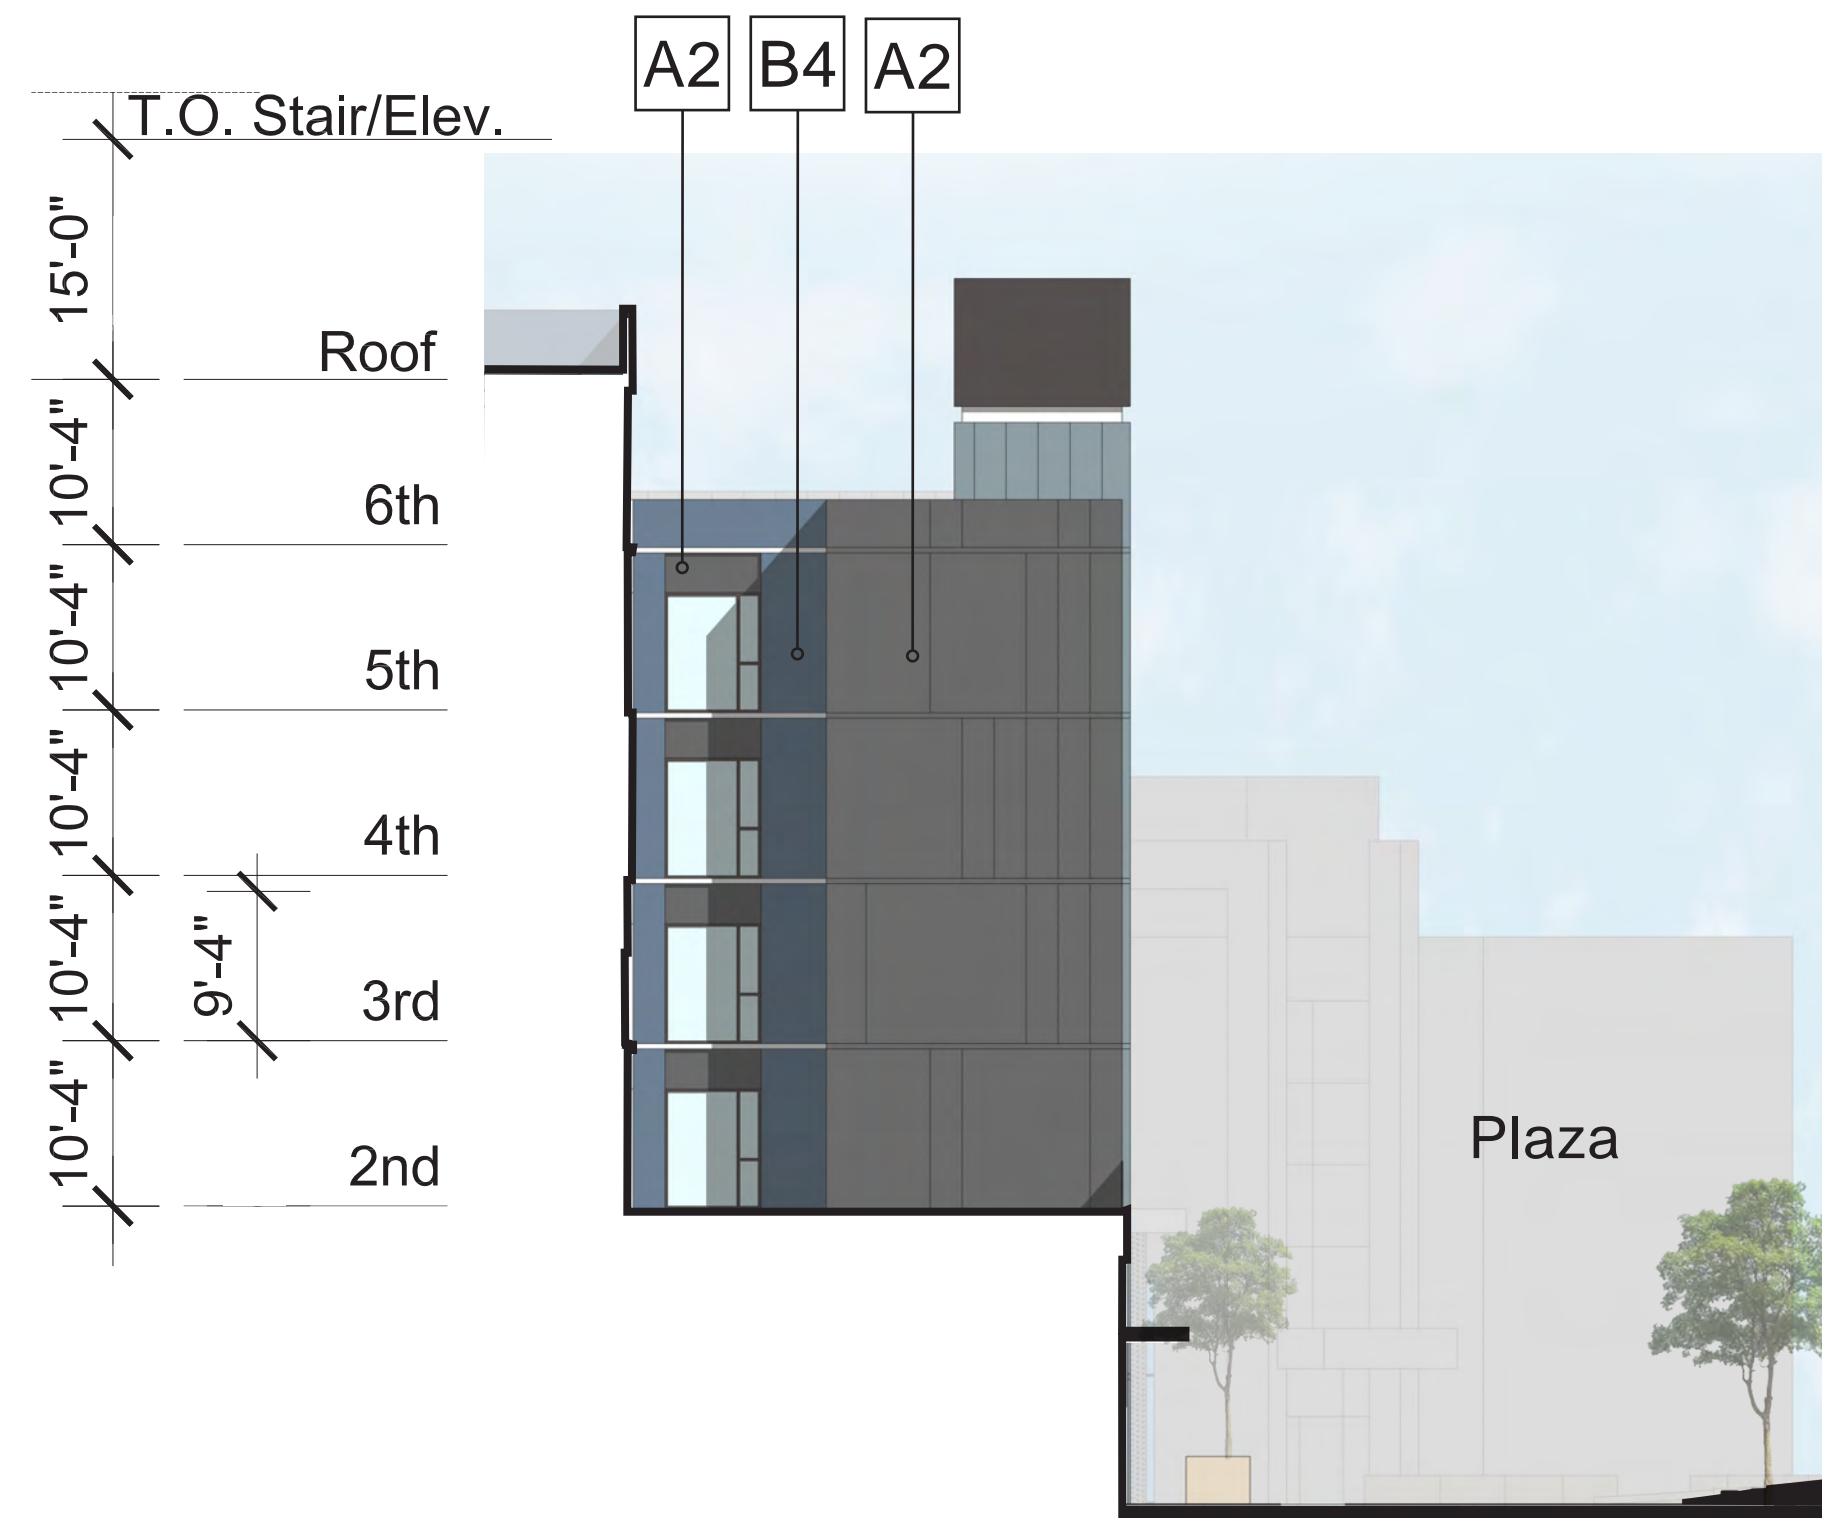 A2 B4 A2
T.O. Stair/Elev.
15'-0"
Roof
10'-4"
6th
10'-4"
5th
10'-4"
4th
10'-4"
9'-4"
3rd
10'-4"
2nd
Plaza